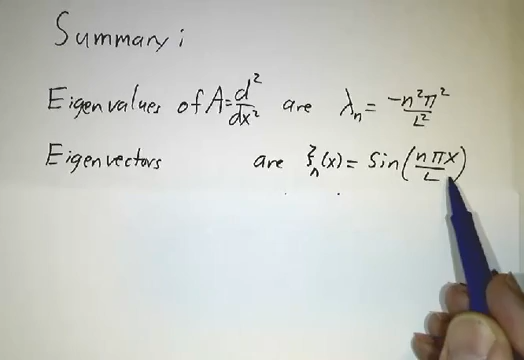 Summary:
Eigenvalues of A = d²/dx² are λₙ = -n²π²/L²
Eigenvectors are ξₙ(x) = sin(nπx/L)